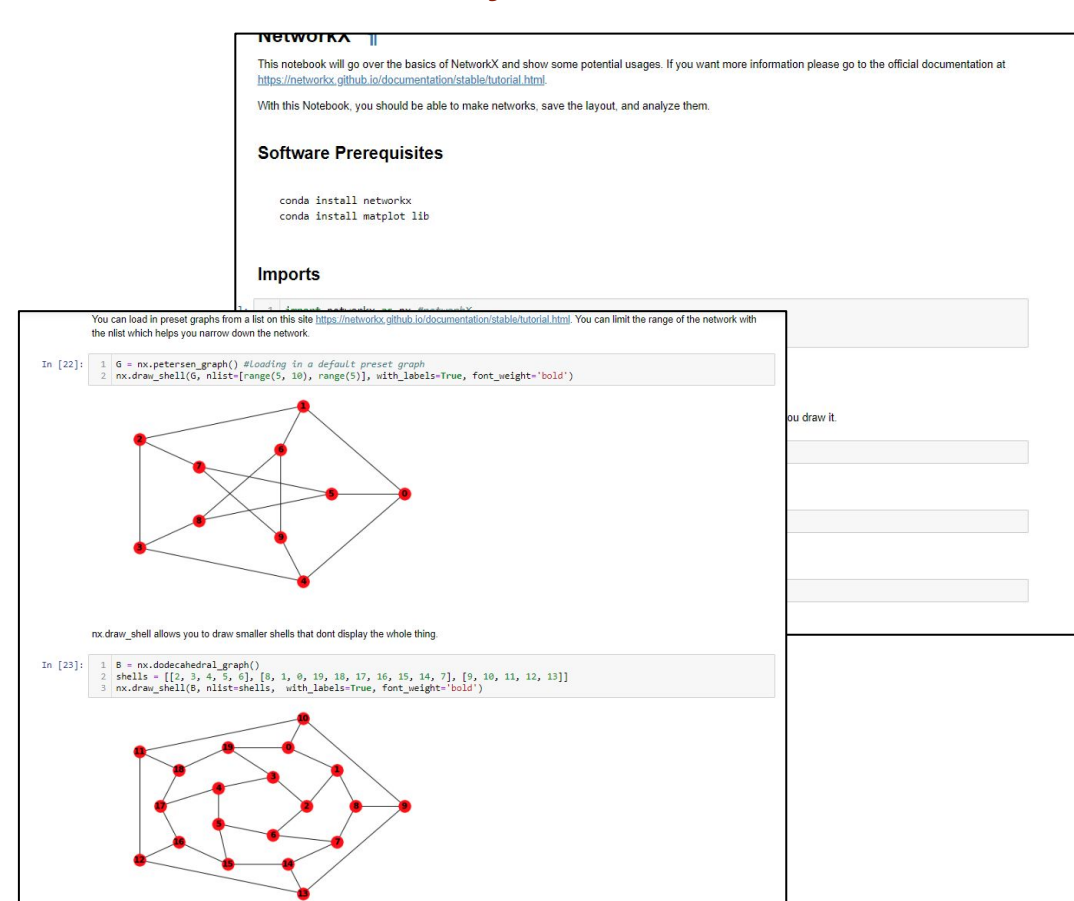 NetworkX ¶
This notebook will go over the basics of NetworkX and show some potential usages. If you want more information please go to the official documentation at
https://networkx.github.io/documentation/stable/tutorial.html.
With this Notebook, you should be able to make networks, save the layout, and analyze them.
Software Prerequisites
conda install networkx
conda install matplot lib
Imports
1 import networkx as nx #networkX
ou draw it.
You can load in preset graphs from a list on this site https://networkx.github.io/documentation/stable/tutorial.html. You can limit the range of the network with
the nlist which helps you narrow down the network.
In [22]:
1 G = nx.petersen_graph() #Loading in a default preset graph
2 nx.draw_shell(G, nlist=[range(5, 10), range(5)], with_labels=True, font_weight='bold')
1
2
6
7
5
0
8
9
3
4
nx.draw_shell allows you to draw smaller shells that dont display the whole thing.
In [23]:
1 B = nx.dodecahedral_graph()
2 shells = [[2, 3, 4, 5, 6], [8, 1, 0, 19, 18, 17, 16, 15, 14, 7], [9, 10, 11, 12, 13]]
3 nx.draw_shell(B, nlist=shells, with_labels=True, font_weight='bold')
10
11
19
0
18
3
1
4
17
2
8
9
5
6
16
7
12
15
14
13